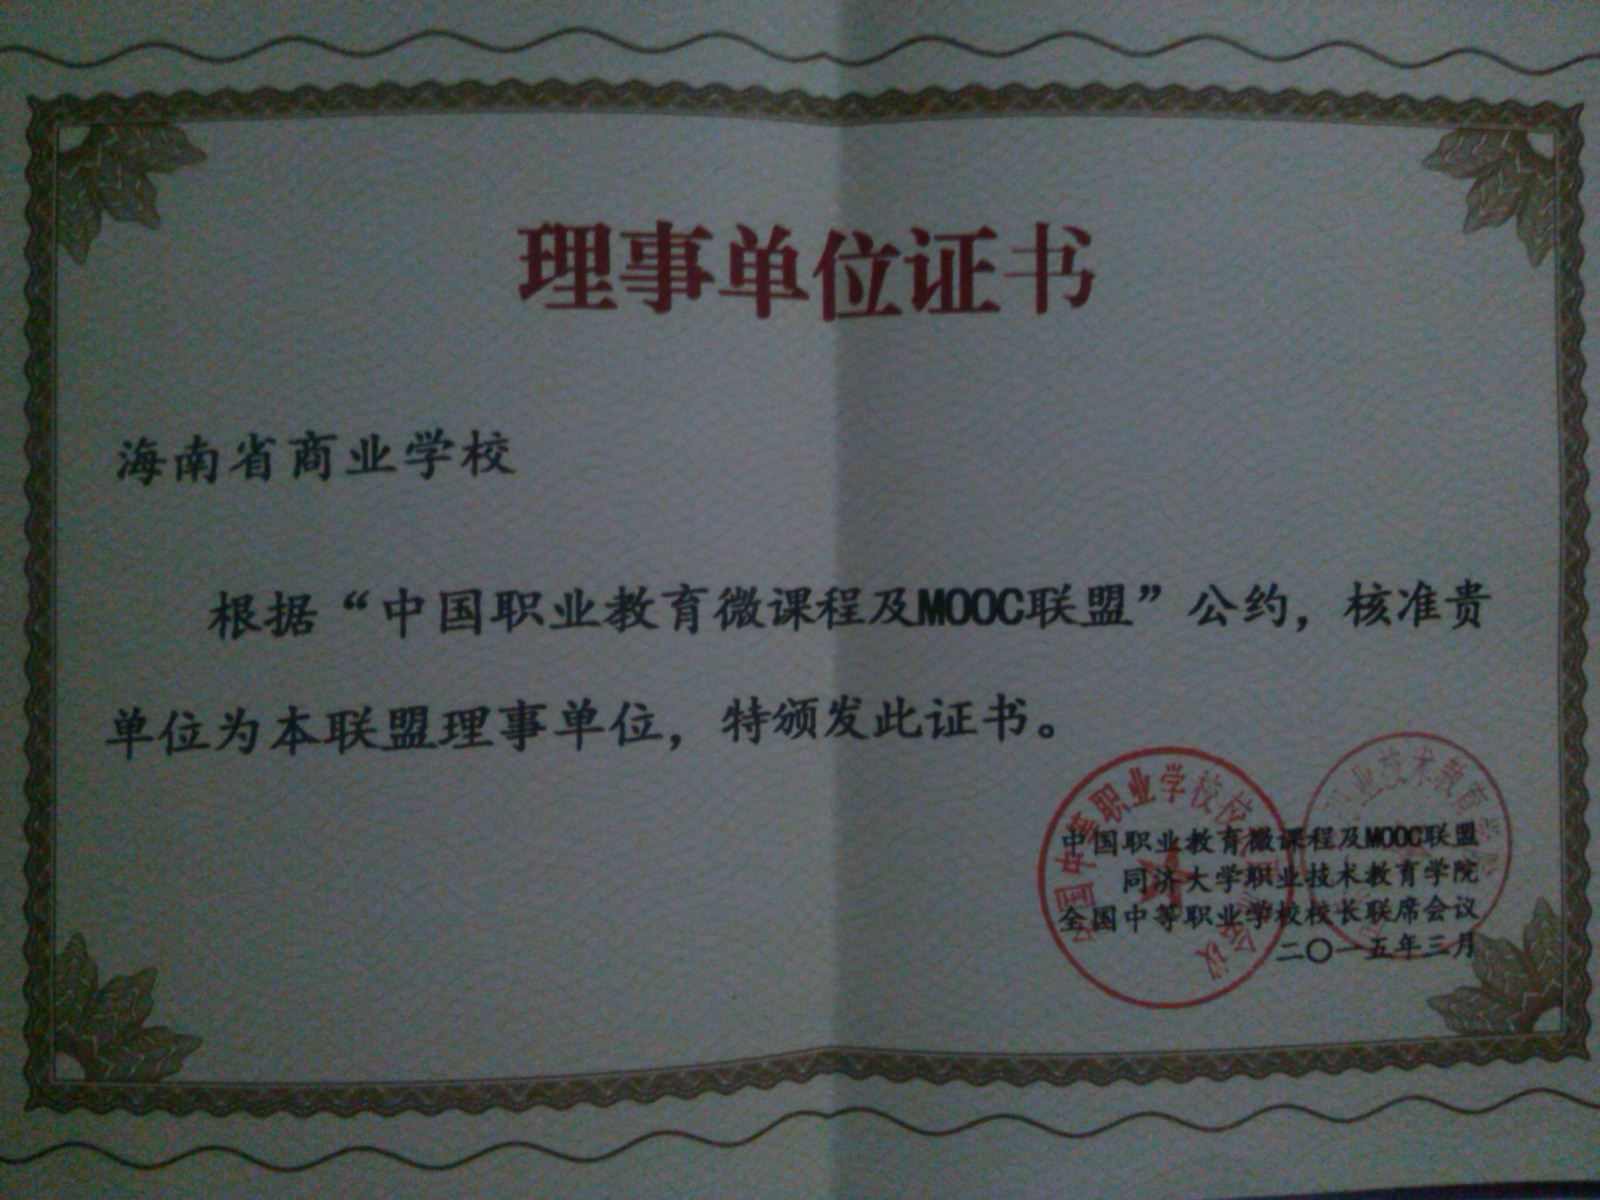 理事单位证书
海南省商业学校
根据“中国职业教育微课程及MOOC联盟”公约，核准贵
单位为本联盟理事单位，特颁发此证书。
中国职业教育微课程及MOOC联盟
同济大学职业技术教育学院
全国中等职业学校校长联席会议
二〇一五年三月